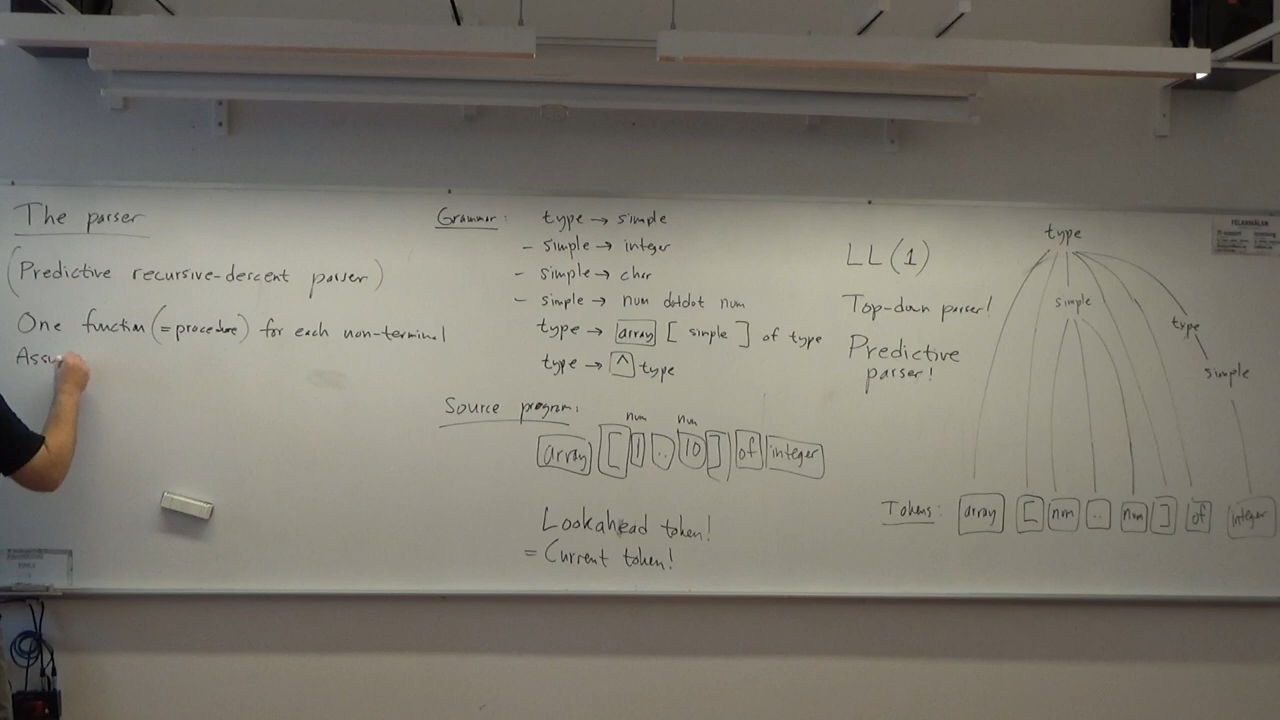 The parser
(Predictive recursive-descent parser)
One function (= procedure) for each non-terminal
Assu
Grammar: type → simple
– simple → integer
– simple → char
– simple → num dotdot num
type → array [ simple ] of type
type → ^ type
Source program:
num num
array [ 1 .. 10 ] of integer
Lookahead token!
= Current token!
LL(1)
Top-down parser!
Predictive
parser!
type
simple
type
simple
Tokens: array [ num .. num ] of integer
FELANMÄLAN